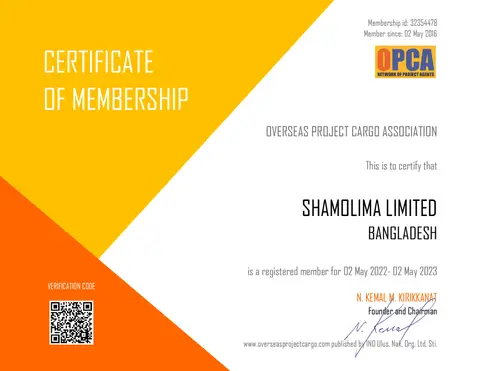 Membership id: 32354478
Member since: 02 May 2016
CERTIFICATE
OF MEMBERSHIP
OPCA
NETWORK OF PROJECT AGENTS
OVERSEAS PROJECT CARGO ASSOCIATION
This is to certify that
SHAMOLIMA LIMITED
BANGLADESH
is a registered member for 02 May 2022- 02 May 2023
VERIFICATION CODE
N. KEMAL M. KIRIKKANAT
Founder and Chairman
N. Kemal
www.overseasprojectcargo.com published by INO Ulus. Nak. Org. Ltd. Sti.